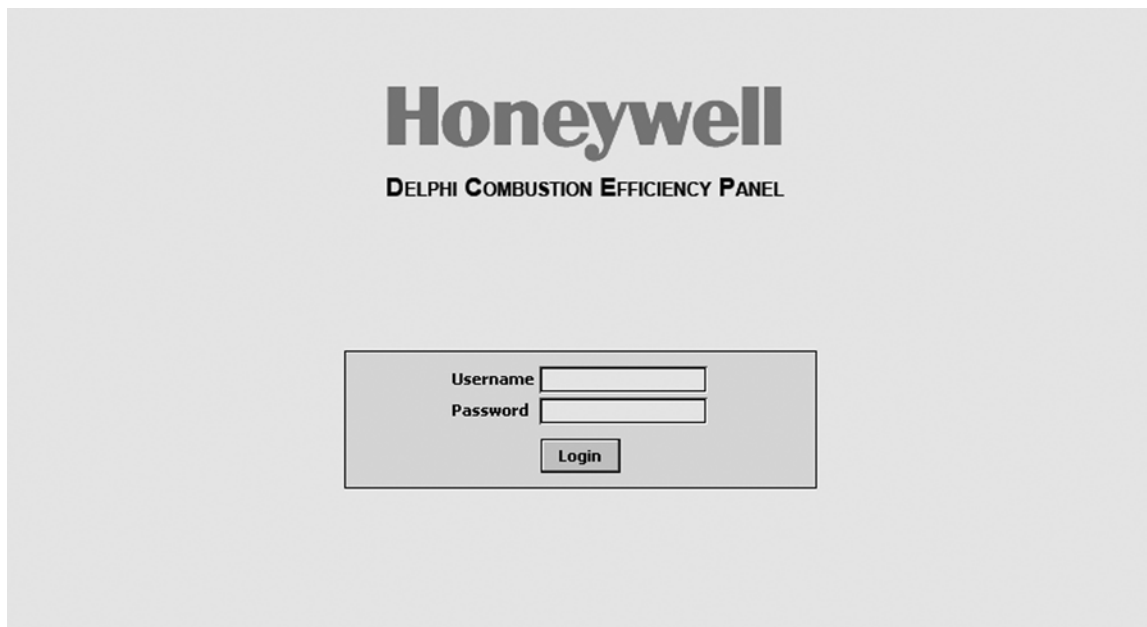 Honeywell
DELPHI COMBUSTION EFFICIENCY PANEL
Username
Password
Login